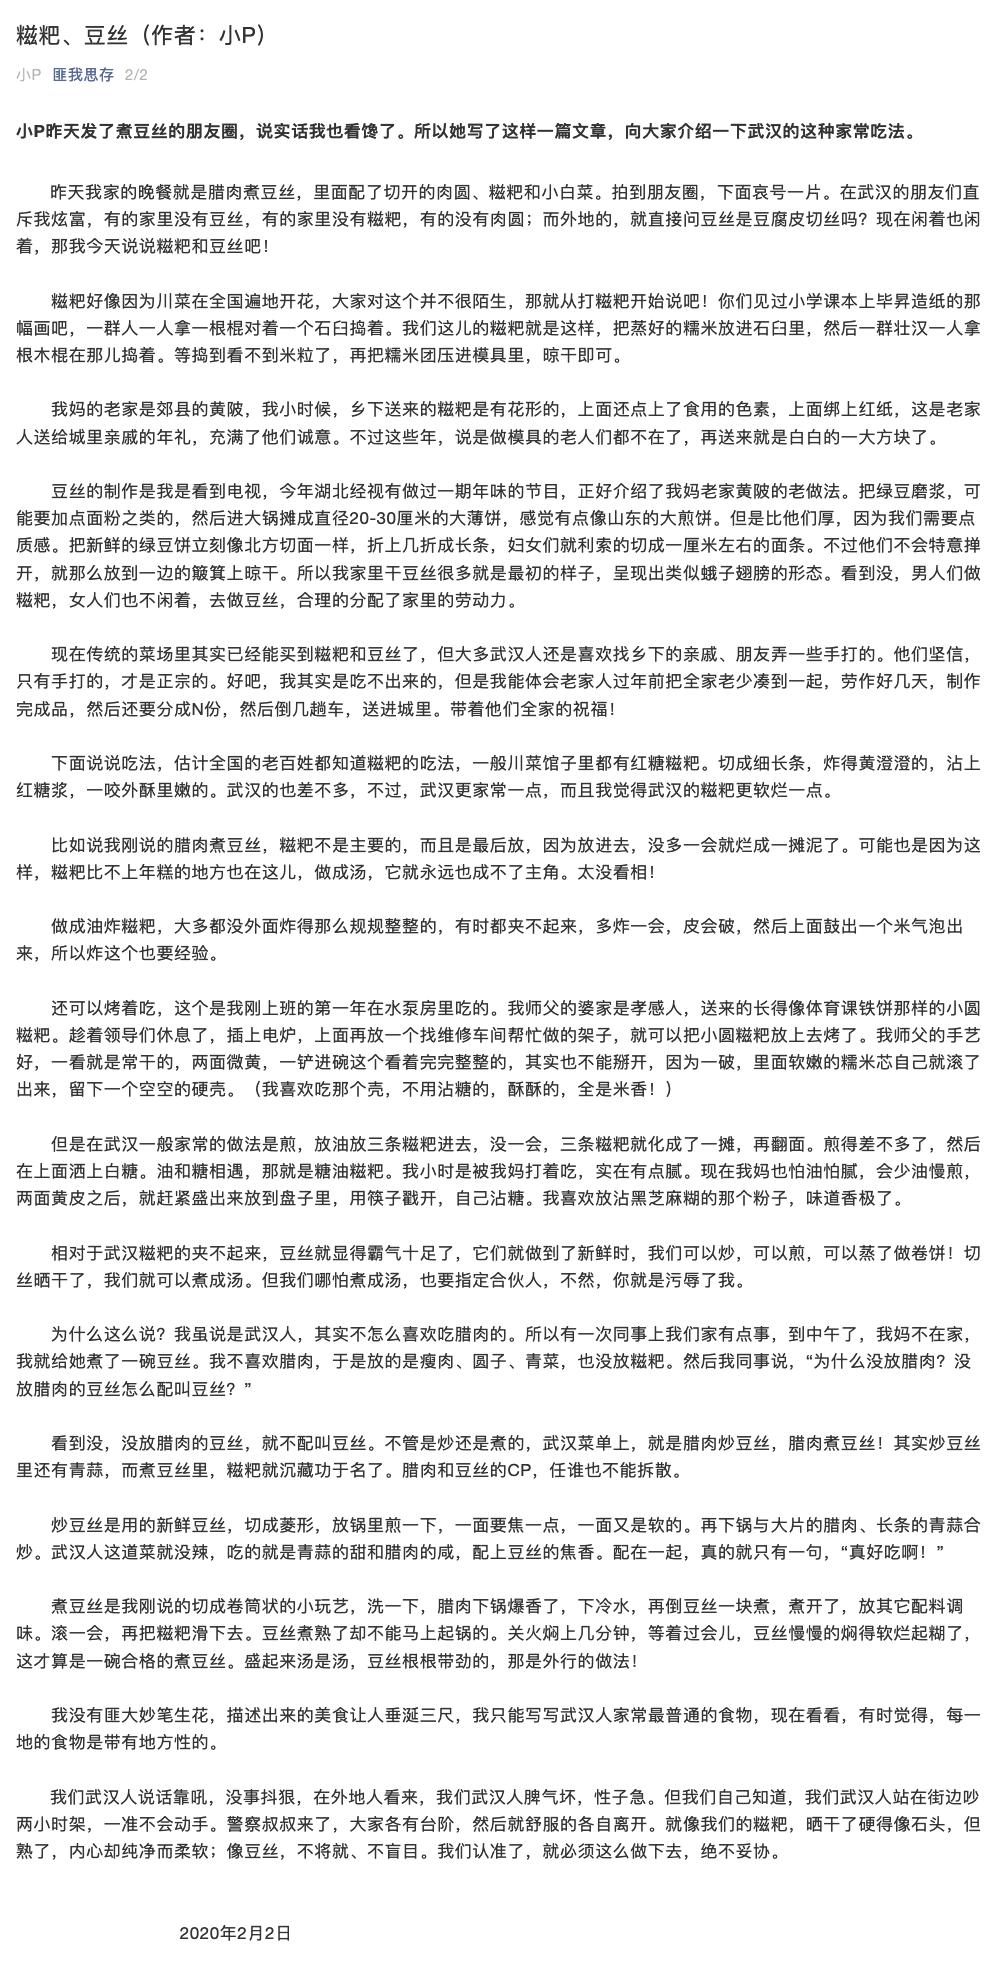 糍粑、豆丝（作者：小P）
小P 匪我思存 2/2
小P昨天发了煮豆丝的朋友圈，说实话我也看馋了。所以她写了这样一篇文章，向大家介绍一下武汉的这种家常吃法。
昨天我家的晚餐就是腊肉煮豆丝，里面配了切开的肉圆、糍粑和小白菜。拍到朋友圈，下面哀号一片。在武汉的朋友们直
斥我炫富，有的家里没有豆丝，有的家里没有糍粑，有的没有肉圆；而外地的，就直接问豆丝是豆腐皮切丝吗？现在闲着也闲
着，那我今天说说糍粑和豆丝吧！
糍粑好像因为川菜在全国遍地开花，大家对这个并不很陌生，那就从打糍粑开始说吧！你们见过小学课本上毕昇造纸的那
幅画吧，一群人一人拿一根棍对着一个石臼捣着。我们这儿的糍粑就是这样，把蒸好的糯米放进石臼里，然后一群壮汉一人拿
根木棍在那儿捣着。等捣到看不到米粒了，再把糯米团压进模具里，晾干即可。
我妈的老家是郊县的黄陂，我小时候，乡下送来的糍粑是有花形的，上面还点上了食用的色素，上面绑上红纸，这是老家
人送给城里亲戚的年礼，充满了他们诚意。不过这些年，说是做模具的老人们都不在了，再送来就是白白的一大方块了。
豆丝的制作是我是看到电视，今年湖北经视有做过一期年味的节目，正好介绍了我妈老家黄陂的老做法。把绿豆磨浆，可
能要加点面粉之类的，然后进大锅摊成直径20-30厘米的大薄饼，感觉有点像山东的大煎饼。但是比他们厚，因为我们需要点
质感。把新鲜的绿豆饼立刻像北方切面一样，折上几折成长条，妇女们就利索的切成一厘米左右的面条。不过他们不会特意掸
开，就那么放到一边的簸箕上晾干。所以我家里干豆丝很多就是最初的样子，呈现出类似蛾子翅膀的形态。看到没，男人们做
糍粑，女人们也不闲着，去做豆丝，合理的分配了家里的劳动力。
现在传统的菜场里其实已经能买到糍粑和豆丝了，但大多武汉人还是喜欢找乡下的亲戚、朋友弄一些手打的。他们坚信，
只有手打的，才是正宗的。好吧，我其实是吃不出来的，但是我能体会老家人过年前把全家老少凑到一起，劳作好几天，制作
完成品，然后还要分成N份，然后倒几趟车，送进城里。带着他们全家的祝福！
下面说说吃法，估计全国的老百姓都知道糍粑的吃法，一般川菜馆子里都有红糖糍粑。切成细长条，炸得黄澄澄的，沾上
红糖浆，一咬外酥里嫩的。武汉的也差不多，不过，武汉更家常一点，而且我觉得武汉的糍粑更软烂一点。
比如说我刚说的腊肉煮豆丝，糍粑不是主要的，而且是最后放，因为放进去，没多一会就烂成一摊泥了。可能也是因为这
样，糍粑比不上年糕的地方也在这儿，做成汤，它就永远也成不了主角。太没看相！
做成油炸糍粑，大多都没外面炸得那么规规整整的，有时都夹不起来，多炸一会，皮会破，然后上面鼓出一个米气泡出
来，所以炸这个也要经验。
还可以烤着吃，这个是我刚上班的第一年在水泵房里吃的。我师父的婆家是孝感人，送来的长得像体育课铁饼那样的小圆
糍粑。趁着领导们休息了，插上电炉，上面再放一个找维修车间帮忙做的架子，就可以把小圆糍粑放上去烤了。我师父的手艺
好，一看就是常干的，两面微黄，一铲进碗这个看着完完整整的，其实也不能掰开，因为一破，里面软嫩的糯米芯自己就滚了
出来，留下一个空空的硬壳。（我喜欢吃那个壳，不用沾糖的，酥酥的，全是米香！）
但是在武汉一般家常的做法是煎，放油放三条糍粑进去，没一会，三条糍粑就化成了一摊，再翻面。煎得差不多了，然后
在上面洒上白糖。油和糖相遇，那就是糖油糍粑。我小时是被我妈打着吃，实在有点腻。现在我妈也怕油怕腻，会少油慢煎，
两面黄皮之后，就赶紧盛出来放到盘子里，用筷子戳开，自己沾糖。我喜欢放沾黑芝麻糊的那个粉子，味道香极了。
相对于武汉糍粑的夹不起来，豆丝就显得霸气十足了，它们就做到了新鲜时，我们可以炒，可以煎，可以蒸了做卷饼！切
丝晒干了，我们就可以煮成汤。但我们哪怕煮成汤，也要指定合伙人，不然，你就是污辱了我。
为什么这么说？我虽说是武汉人，其实不怎么喜欢吃腊肉的。所以有一次同事上我们家有点事，到中午了，我妈不在家，
我就给她煮了一碗豆丝。我不喜欢腊肉，于是放的是瘦肉、圆子、青菜，也没放糍粑。然后我同事说，“为什么没放腊肉？没
放腊肉的豆丝怎么配叫豆丝？”
看到没，没放腊肉的豆丝，就不配叫豆丝。不管是炒还是煮的，武汉菜单上，就是腊肉炒豆丝，腊肉煮豆丝！其实炒豆丝
里还有青蒜，而煮豆丝里，糍粑就沉藏功于名了。腊肉和豆丝的CP，任谁也不能拆散。
炒豆丝是用的新鲜豆丝，切成菱形，放锅里煎一下，一面要焦一点，一面又是软的。再下锅与大片的腊肉、长条的青蒜合
炒。武汉人这道菜就没辣，吃的就是青蒜的甜和腊肉的咸，配上豆丝的焦香。配在一起，真的就只有一句，“真好吃啊！”
煮豆丝是我刚说的切成卷筒状的小玩艺，洗一下，腊肉下锅爆香了，下冷水，再倒豆丝一块煮，煮开了，放其它配料调
味。滚一会，再把糍粑滑下去。豆丝煮熟了却不能马上起锅的。关火焖上几分钟，等着过会儿，豆丝慢慢的焖得软烂起糊了，
这才算是一碗合格的煮豆丝。盛起来汤是汤，豆丝根根带劲的，那是外行的做法！
我没有匪大妙笔生花，描述出来的美食让人垂涎三尺，我只能写写武汉人家常最普通的食物，现在看看，有时觉得，每一
地的食物是带有地方性的。
我们武汉人说话靠吼，没事抖狠，在外地人看来，我们武汉人脾气坏，性子急。但我们自己知道，我们武汉人站在街边吵
两小时架，一准不会动手。警察叔叔来了，大家各有台阶，然后就舒服的各自离开。就像我们的糍粑，晒干了硬得像石头，但
熟了，内心却纯净而柔软；像豆丝，不将就、不盲目。我们认准了，就必须这么做下去，绝不妥协。
2020年2月2日